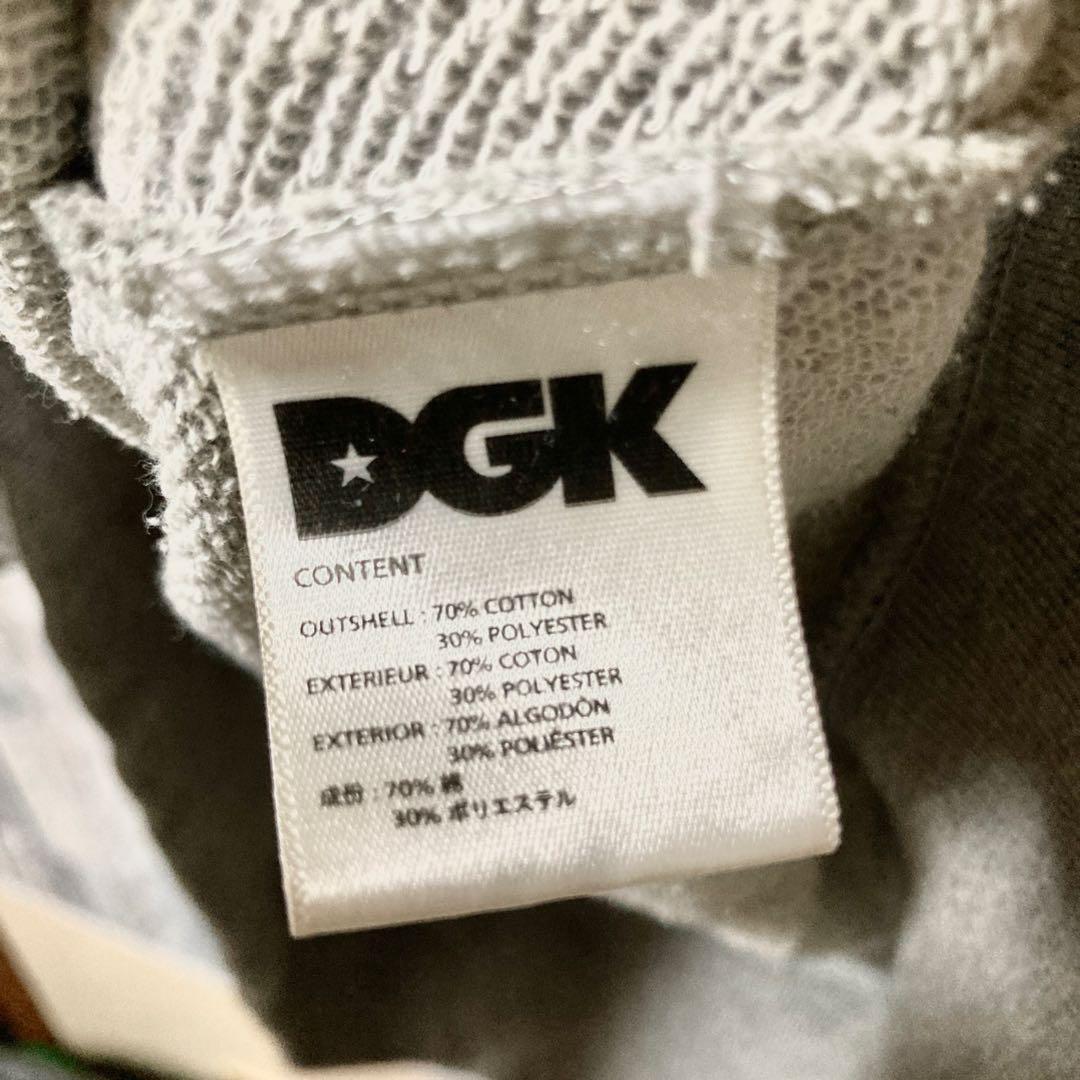 DGK
CONTENT
OUTSHELL : 70% COTTON
30% POLYESTER
EXTERIEUR : 70% COTON
30% POLYESTER
EXTERIOR : 70% ALGODÓN
30% POLIÉSTER
成份 : 70% 綿
30% ポリエステル